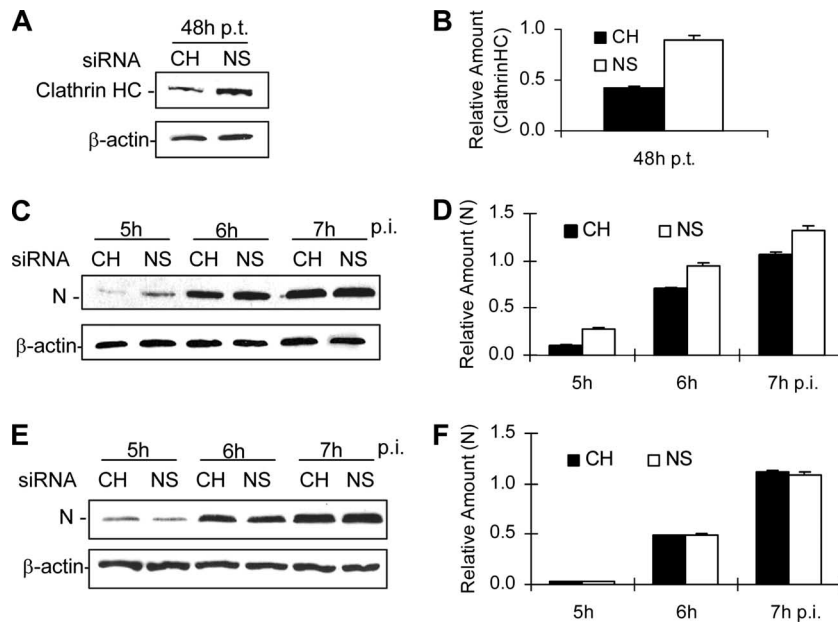 A
48h p.t.
siRNA CH NS
Clathrin HC -
β-actin-
B
Relative Amount
(ClathrinHC)
1.0
0.5
0.0
CH
NS
48h p.t.
C
5h 6h 7h p.i.
siRNA CH NS CH NS CH NS
N -
β-actin-
D
Relative Amount (N)
1.5
1.0
0.5
0.0
CH NS
5h 6h 7h p.i.
E
5h 6h 7h p.i.
siRNA CH NS CH NS CH NS
N -
β-actin-
F
Relative Amount (N)
1.5
1.0
0.5
0.0
CH NS
5h 6h 7h p.i.